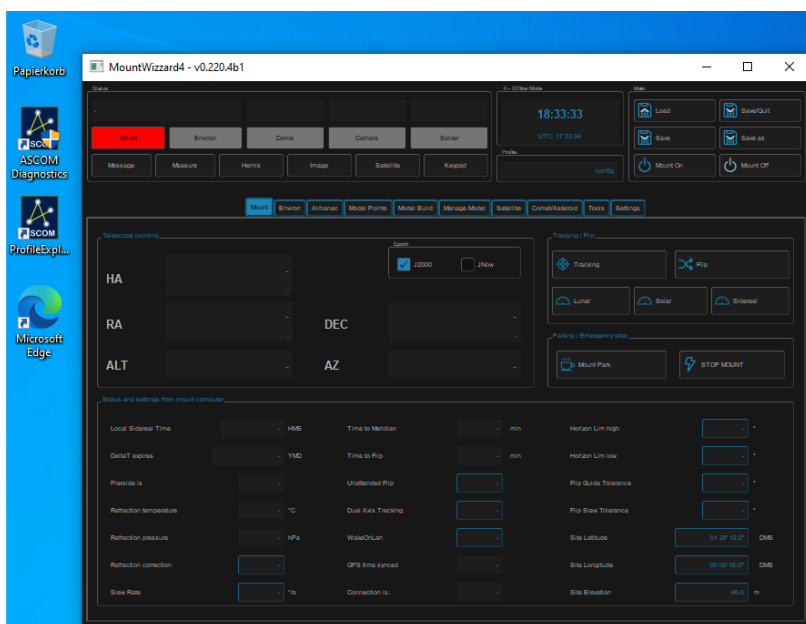 Papierkorb
ASCOM
Diagnostics
ProfileExpl...
Microsoft
Edge
MountWizzard4 - v0.220.4b1
Status
-
Mount Environ Dome Camera Solver
Message Measure Hemis Image Satellite Keypad
0 - Offline Mode
18:33:33
UTC: 17:33:34
Profile
config
Main
Load Save/Quit
Save Save as
Mount On Mount Off
Mount Environ Almanac Model Points Model Build Manage Model Satellite Comet/Asteroid Tools Settings
Telescope pointing
Epoch
J2000 JNow
HA -
-
RA -
-
DEC -
-
ALT - AZ -
Tracking / Flip
Tracking Flip
Lunar Solar Sidereal
Parking / Emergency stop
Mount Park STOP MOUNT
Status and settings from mount computer
Local Sidereal Time - HMS Time to Meridian - min Horizon Lim high - °
DeltaT expires - YMD Time to Flip - min Horizon Lim low - °
Pierside is - Unattended Flip - Flip Guide Tolerance - °
Refraction temperature - °C Dual Axis Tracking - Flip Slew Tolerance - °
Refraction pressure - hPa WakeOnLan - Site Latitude 51 28' 12.0" DMS
Refraction correction - GPS time synced - Site Longitude 00 00' 00.0" DMS
Slew Rate - °/s Connection is: - Site Elevation 46.0 m